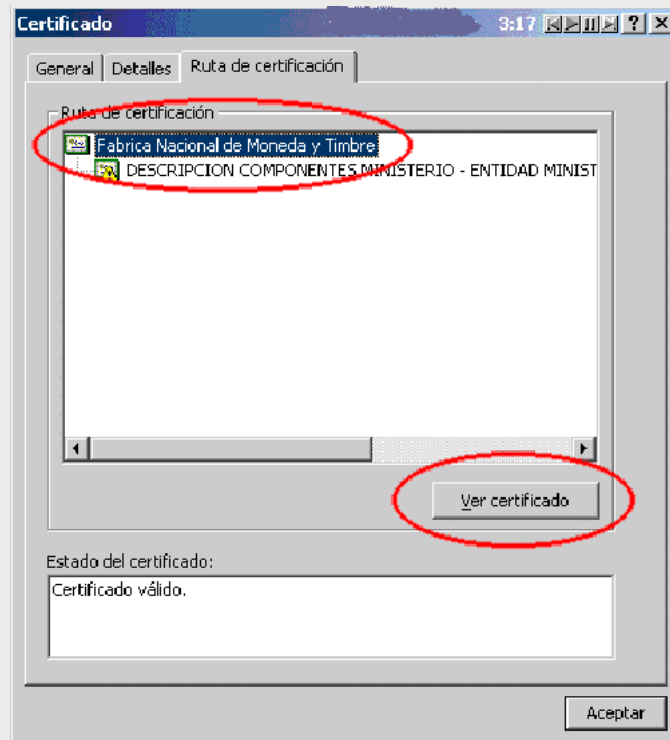 Certificado 3:17 ?
General Detalles Ruta de certificación
Ruta de certificación
Fabrica Nacional de Moneda y Timbre
DESCRIPCION COMPONENTES MINISTERIO - ENTIDAD MINIST
Ver certificado
Estado del certificado:
Certificado válido.
Aceptar